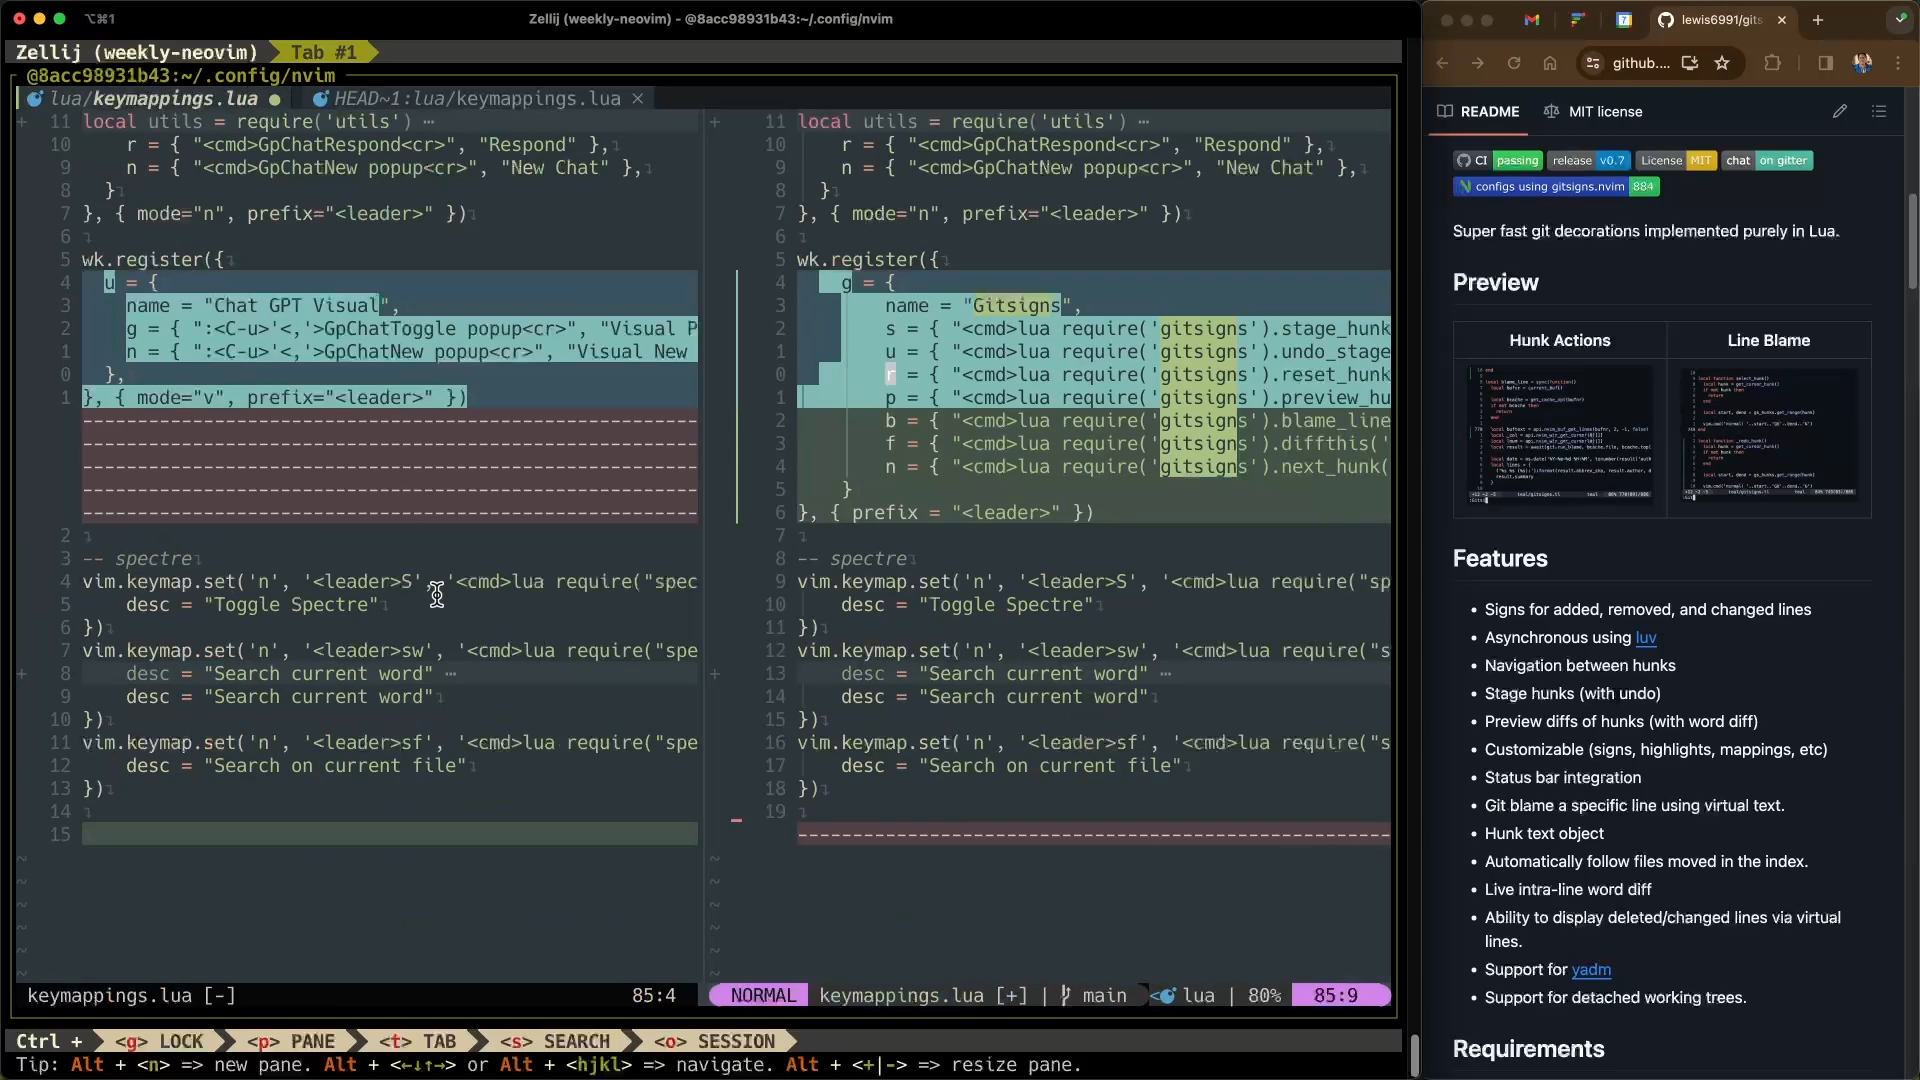 ⌥⌘1
Zellij (weekly-neovim) - @8acc98931b43:~/.config/nvim
Zellij (weekly-neovim) Tab #1
@8acc98931b43:~/.config/nvim
lua/keymappings.lua ●
HEAD~1:lua/keymappings.lua ×
+ 11 local utils = require('utils') ⋯
10 r = { "<cmd>GpChatRespond<cr>", "Respond" },
9 n = { "<cmd>GpChatNew popup<cr>", "New Chat" },
8 }
7 }, { mode="n", prefix="<leader>" })
6
5 wk.register({
4 u = {
3 name = "Chat GPT Visual",
2 g = { ":<C-u>'<,'>GpChatToggle popup<cr>", "Visual P
1 n = { ":<C-u>'<,'>GpChatNew popup<cr>", "Visual New
0 },
1 }, { mode="v", prefix="<leader>" })
2
3 -- spectre
4 vim.keymap.set('n', '<leader>S', '<cmd>lua require("spec
5 desc = "Toggle Spectre"
6 })
7 vim.keymap.set('n', '<leader>sw', '<cmd>lua require("spe
+ 8 desc = "Search current word" ⋯
9 desc = "Search current word"
10 })
11 vim.keymap.set('n', '<leader>sf', '<cmd>lua require("spe
12 desc = "Search on current file"
13 })
14
15
keymappings.lua [-] 85:4
+ 11 local utils = require('utils') ⋯
10 r = { "<cmd>GpChatRespond<cr>", "Respond" },
9 n = { "<cmd>GpChatNew popup<cr>", "New Chat" },
8 }
7 }, { mode="n", prefix="<leader>" })
6
5 wk.register({
4 g = {
3 name = "Gitsigns",
2 s = { "<cmd>lua require('gitsigns').stage_hunk
1 u = { "<cmd>lua require('gitsigns').undo_stage
0 r = { "<cmd>lua require('gitsigns').reset_hunk
1 p = { "<cmd>lua require('gitsigns').preview_hu
2 b = { "<cmd>lua require('gitsigns').blame_line
3 f = { "<cmd>lua require('gitsigns').diffthis('
4 n = { "<cmd>lua require('gitsigns').next_hunk(
5 }
6 }, { prefix = "<leader>" })
7
8 -- spectre
9 vim.keymap.set('n', '<leader>S', '<cmd>lua require("sp
10 desc = "Toggle Spectre"
11 })
12 vim.keymap.set('n', '<leader>sw', '<cmd>lua require("s
+ 13 desc = "Search current word" ⋯
14 desc = "Search current word"
15 })
16 vim.keymap.set('n', '<leader>sf', '<cmd>lua require("s
17 desc = "Search on current file"
18 })
19
NORMAL keymappings.lua [+] | main lua | 80% 85:9
Ctrl + <g> LOCK <p> PANE <t> TAB <s> SEARCH <o> SESSION
Tip: Alt + <n> => new pane. Alt + <←↓↑→> or Alt + <hjkl> => navigate. Alt + <+|-> => resize pane.
lewis6991/gits
github....
README MIT license
CI passing release v0.7 License MIT chat on gitter
configs using gitsigns.nvim 884
Super fast git decorations implemented purely in Lua.
Preview
Hunk Actions Line Blame
Features
• Signs for added, removed, and changed lines
• Asynchronous using luv
• Navigation between hunks
• Stage hunks (with undo)
• Preview diffs of hunks (with word diff)
• Customizable (signs, highlights, mappings, etc)
• Status bar integration
• Git blame a specific line using virtual text.
• Hunk text object
• Automatically follow files moved in the index.
• Live intra-line word diff
• Ability to display deleted/changed lines via virtual
lines.
• Support for yadm
• Support for detached working trees.
Requirements